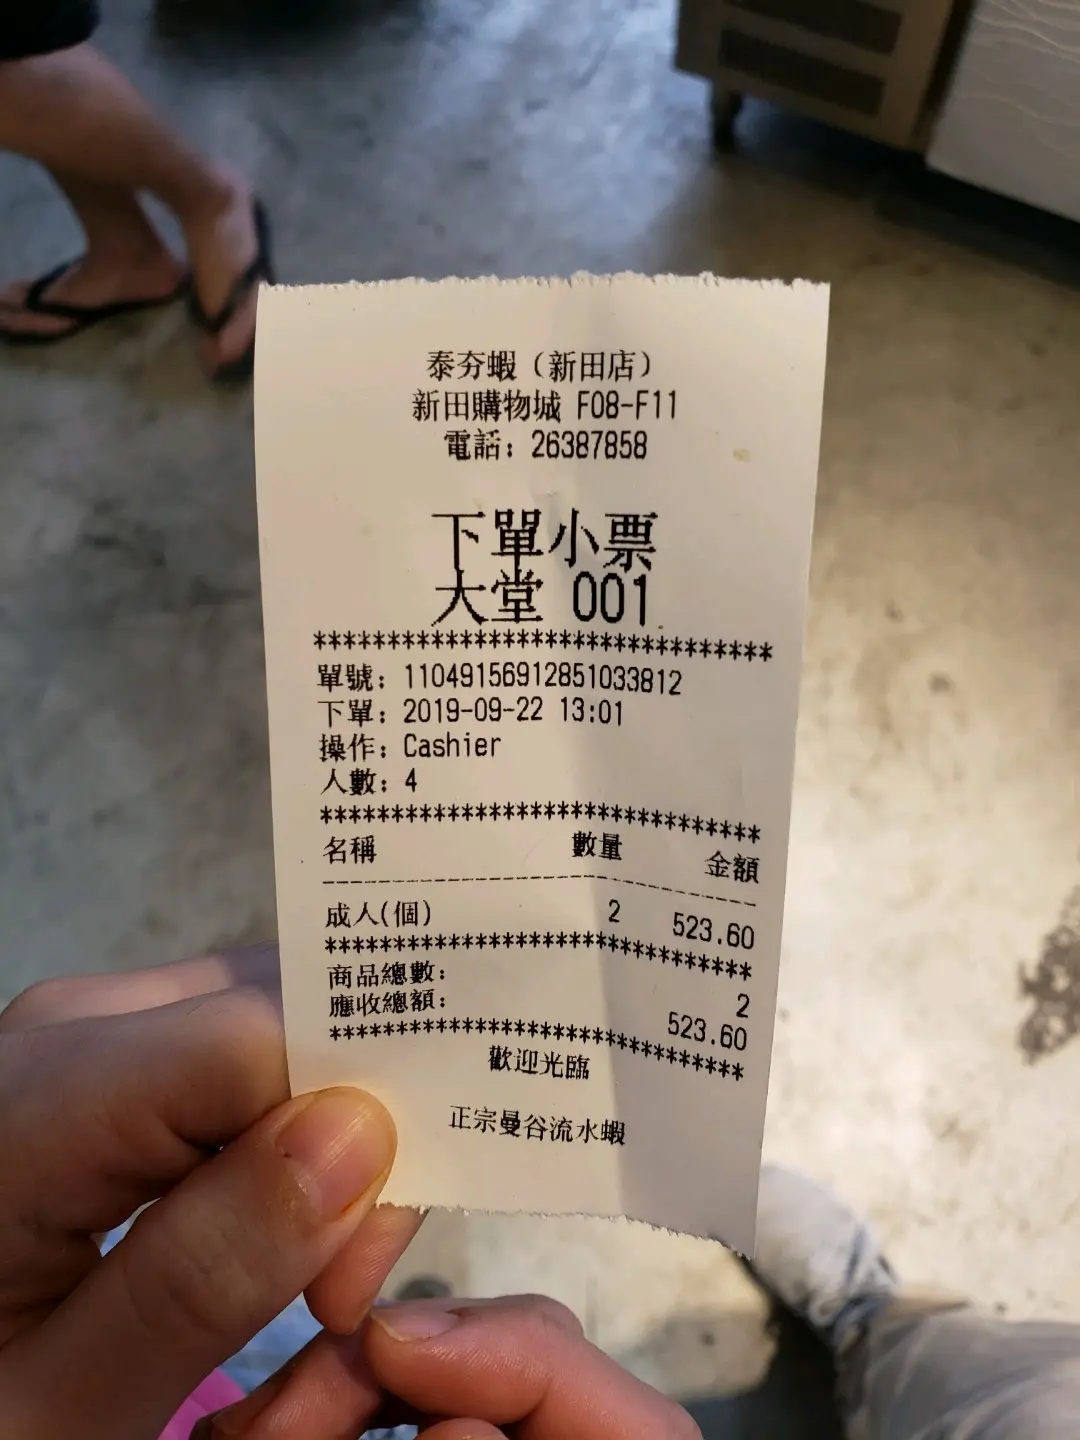 泰夯蝦（新田店）
新田購物城 F08-F11
電話：26387858
下單小票
大堂 001
*********************************
單號：11049156912851033812
下單：2019-09-22 13:01
操作：Cashier
人數：4
*********************************
名稱 數量 金額
---------------------------------
成人(個) 2 523.60
*********************************
商品總數： 2
應收總額： 523.60
*********************************
歡迎光臨
正宗曼谷流水蝦